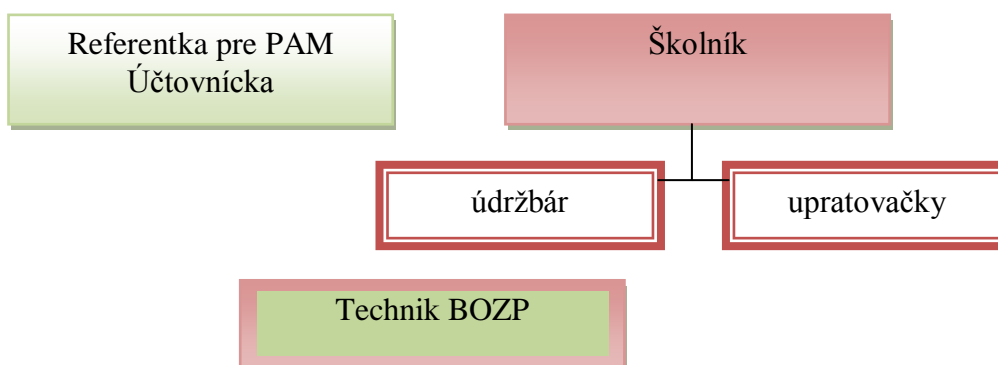 Referentka pre PAM
Účtovnícka
Školník
údržbár
upratovačky
Technik BOZP